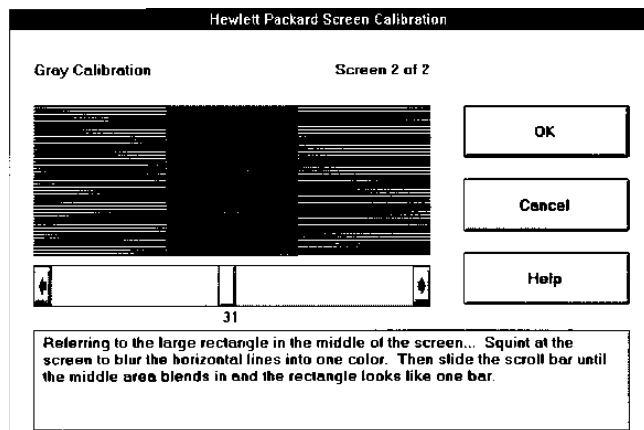 Hewlett Packard Screen Calibration
Gray Calibration
Screen 2 of 2
OK
Cancel
Help
31
Referring to the large rectangle in the middle of the screen... Squint at the
screen to blur the horizontal lines into one color. Then slide the scroll bar until
the middle area blends in and the rectangle looks like one bar.